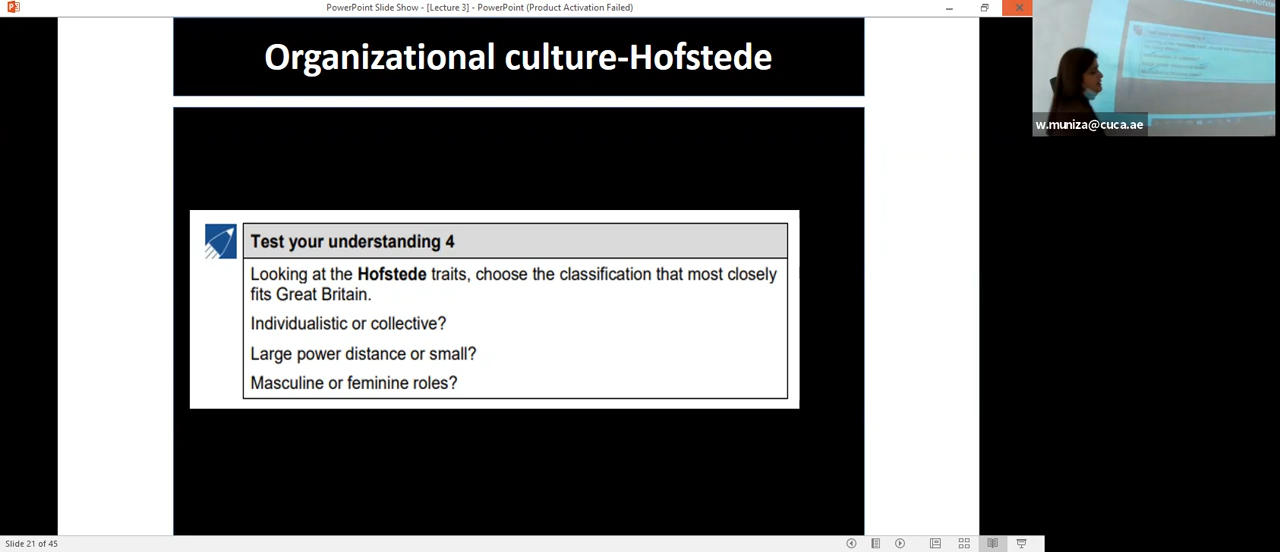 PowerPoint Slide Show - [Lecture 3] - PowerPoint (Product Activation Failed)
Organizational culture-Hofstede
Test your understanding 4
Looking at the Hofstede traits, choose the classification that most closely
fits Great Britain.
Individualistic or collective?
Large power distance or small?
Masculine or feminine roles?
w.muniza@cuca.ae
Slide 21 of 45